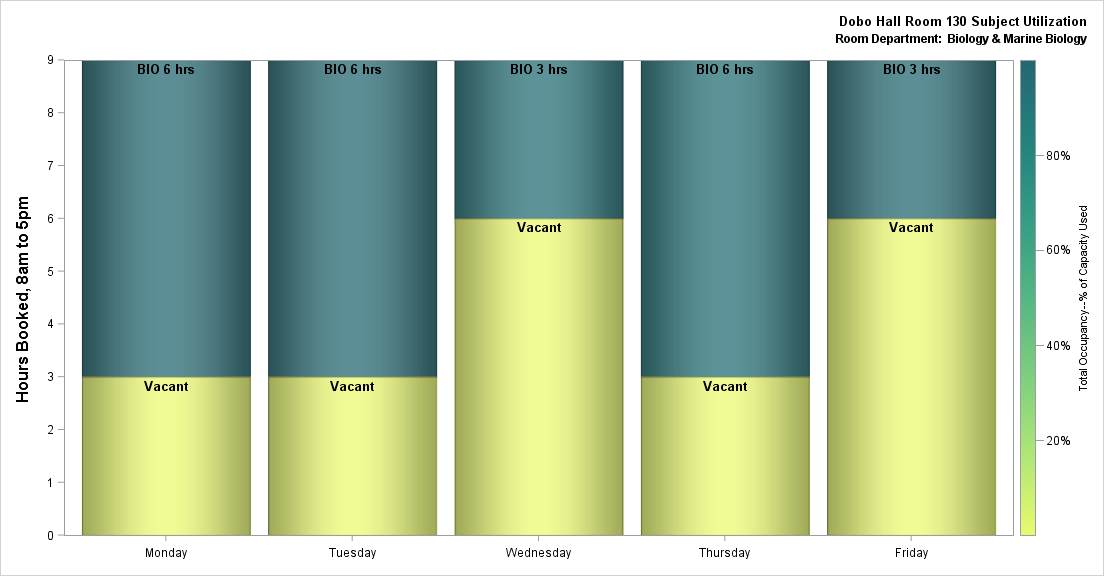 Dobo Hall Room 130 Subject Utilization
Room Department: Biology & Marine Biology
Hours Booked, 8am to 5pm
9
8
7
6
5
4
3
2
1
0
BIO 6 hrs
Vacant
BIO 6 hrs
Vacant
BIO 3 hrs
Vacant
BIO 6 hrs
Vacant
BIO 3 hrs
Vacant
Monday
Tuesday
Wednesday
Thursday
Friday
80%
60%
40%
20%
Total Occupancy--% of Capacity Used